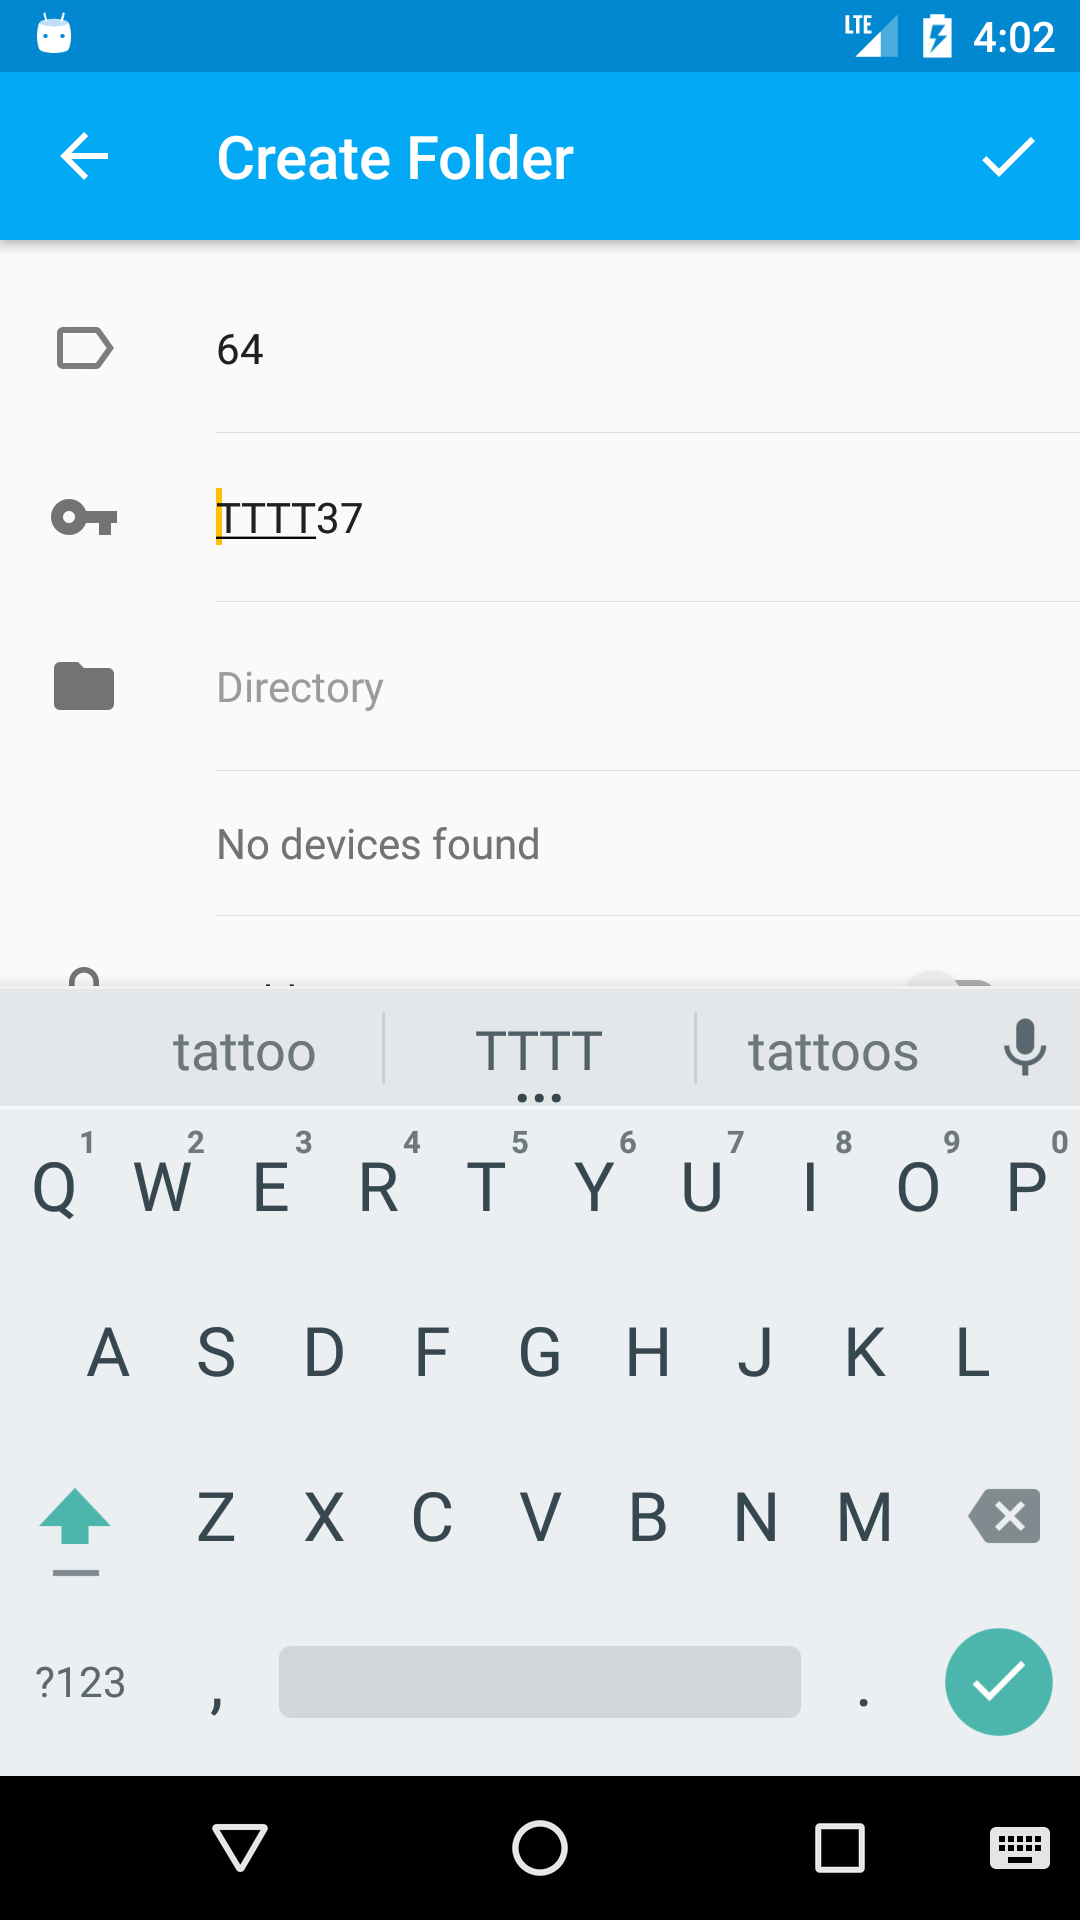 LTE 4:02
Create Folder
64
TTTT37
Directory
No devices found
tattoo TTTT tattoos
1 2 3 4 5 6 7 8 9 0
Q W E R T Y U I O P
A S D F G H J K L
Z X C V B N M
?123 , .